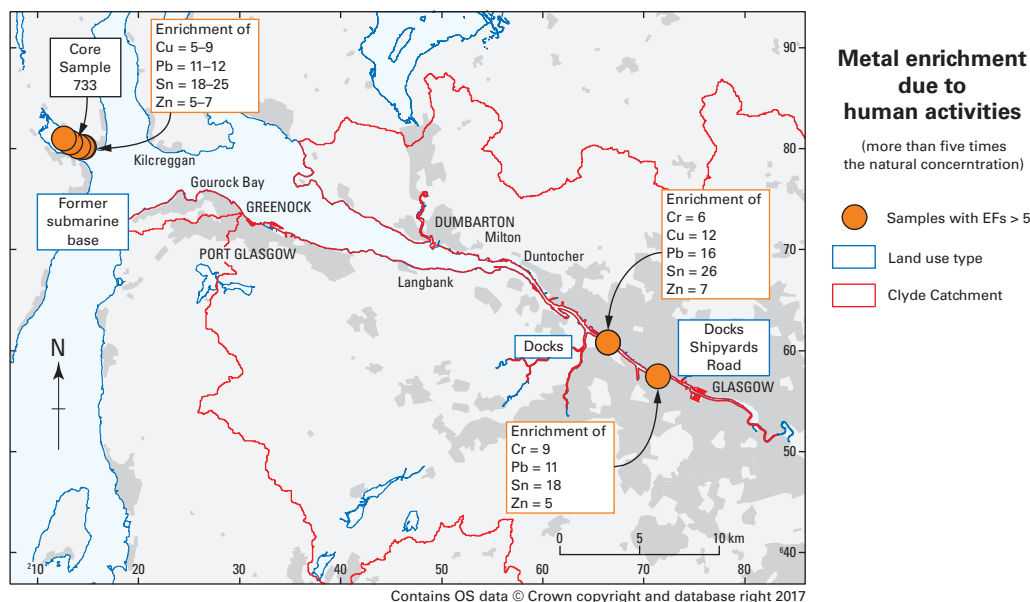 Enrichment of
Cu = 5–9
Pb = 11–12
Sn = 18–25
Zn = 5–7
Core
Sample
733
90
80
70
60
50
⁶40
Kilcreggan
Gourock Bay
GREENOCK
Former
submarine
base
PORT GLASGOW
DUMBARTON
Milton
Duntocher
Langbank
Enrichment of
Cr = 6
Cu = 12
Pb = 16
Sn = 26
Zn = 7
Docks
Docks
Shipyards
Road
GLASGOW
Enrichment of
Cr = 9
Pb = 11
Sn = 18
Zn = 5
N
0 5 10 km
²10 20 30 40 50 60 70 80
Contains OS data © Crown copyright and database right 2017
Metal enrichment
due to
human activities
(more than five times
the natural concerntration)
Samples with EFs > 5
Land use type
Clyde Catchment